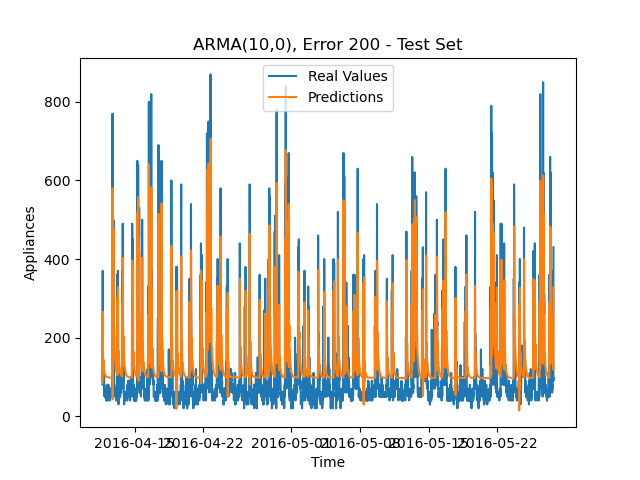 ARMA(10,0), Error 200 - Test Set
Real Values
Predictions
800
600
400
200
0
Appliances
2016-04-15
2016-04-22
2016-05-01
2016-05-08
2016-05-15
2016-05-22
Time